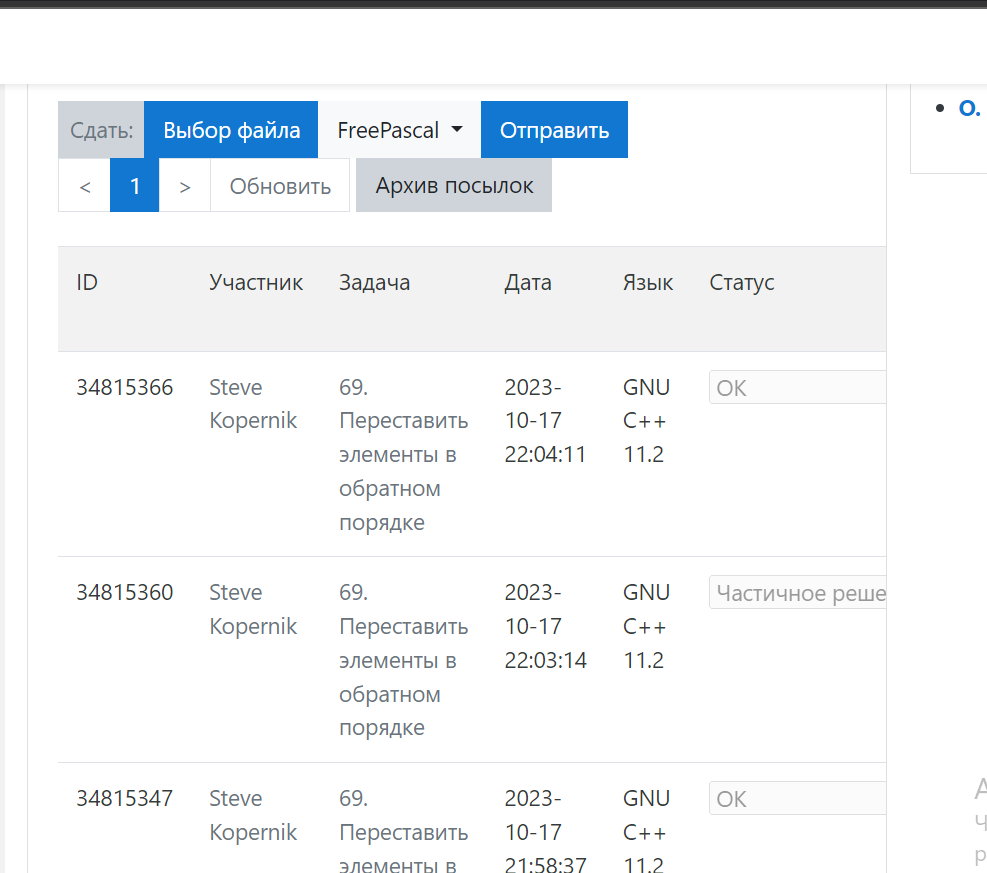 О.
Сдать: Выбор файла FreePascal Отправить
< 1 > Обновить Архив посылок
ID Участник Задача Дата Язык Статус
34815366 Steve 69. 2023- GNU OK
Kopernik Переставить 10-17 C++
элементы в 22:04:11 11.2
обратном
порядке
34815360 Steve 69. 2023- GNU Частичное реше
Kopernik Переставить 10-17 C++
элементы в 22:03:14 11.2
обратном
порядке
34815347 Steve 69. 2023- GNU OK
Kopernik Переставить 10-17 C++
элементы в 21:58:37 11.2